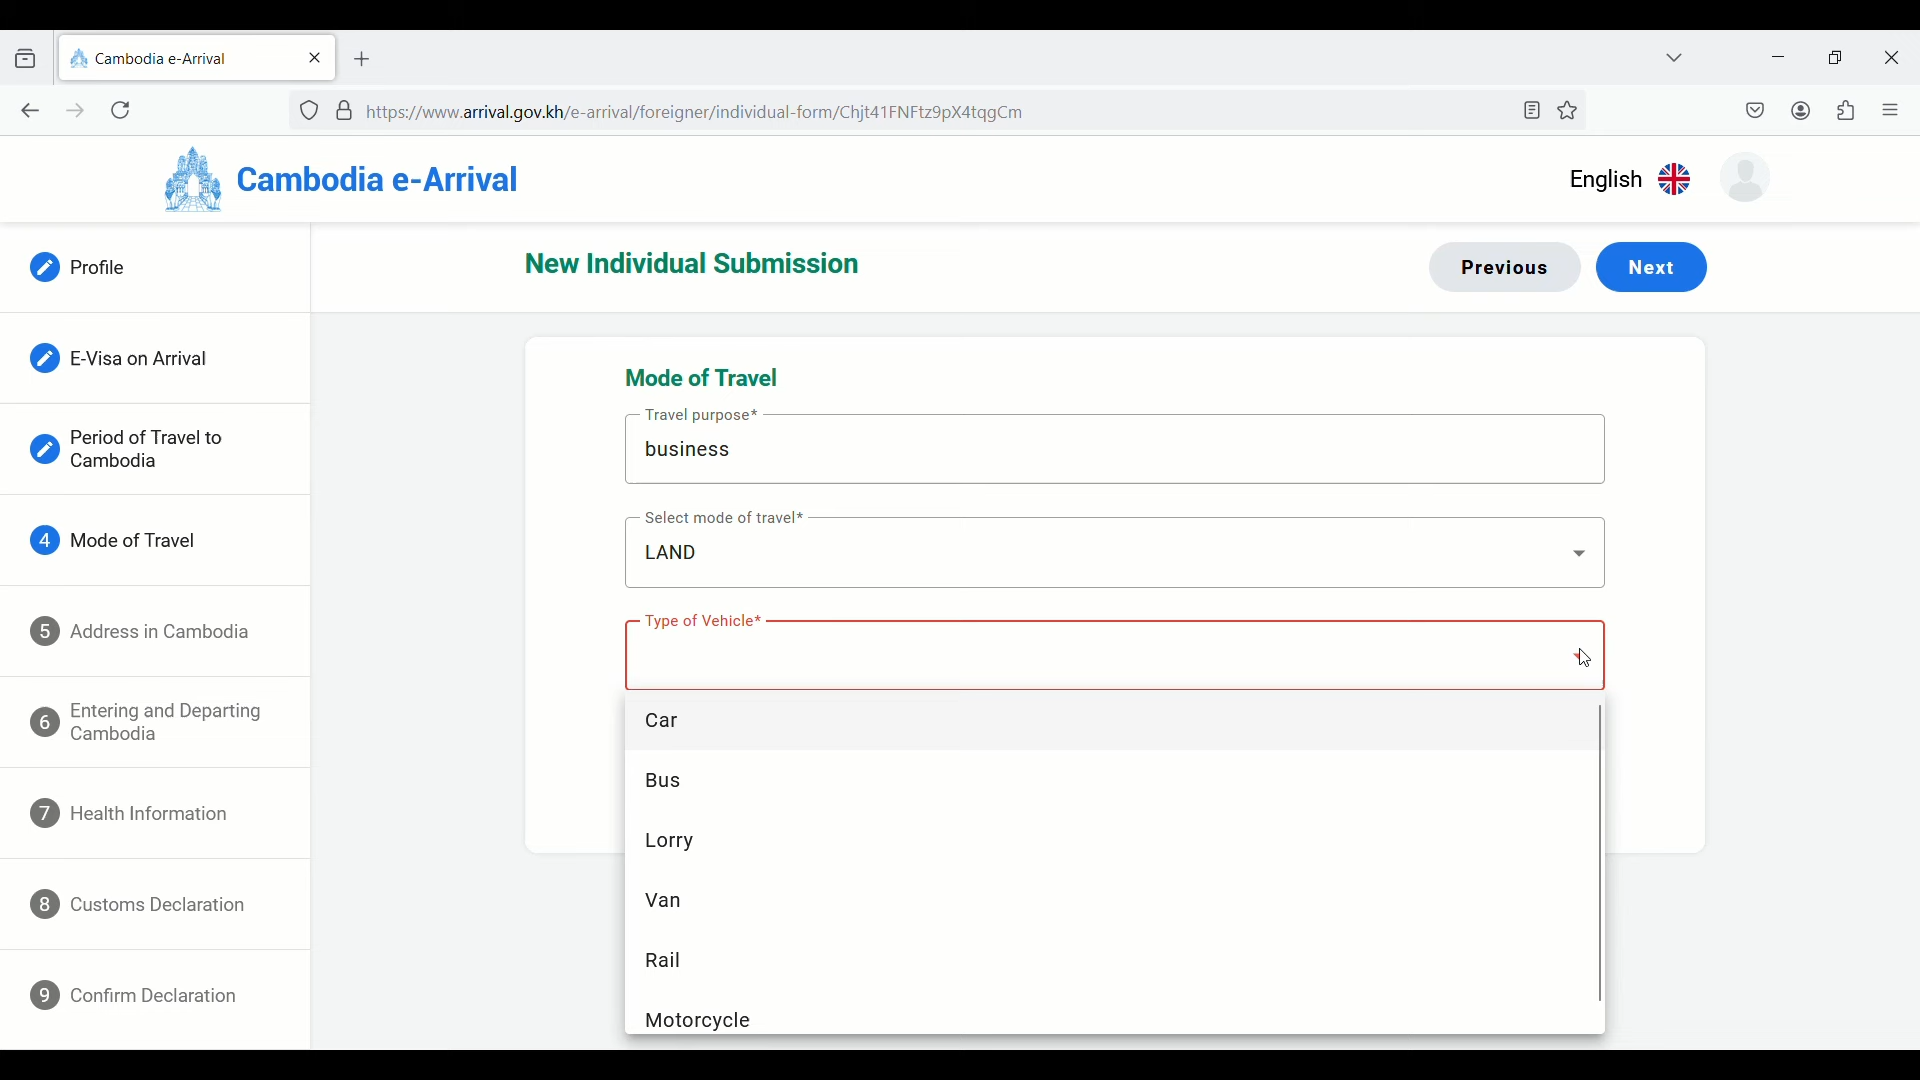 Cambodia e-Arrival
https://www.arrival.gov.kh/e-arrival/foreigner/individual-form/Chjt41FNFtz9pX4tqgCm
Cambodia e-Arrival
English
Profile
E-Visa on Arrival
Period of Travel to
Cambodia
4 Mode of Travel
5 Address in Cambodia
6 Entering and Departing
Cambodia
7 Health Information
8 Customs Declaration
9 Confirm Declaration
New Individual Submission
Previous
Next
Mode of Travel
Travel purpose*
business
Select mode of travel*
LAND
Type of Vehicle*
Car
Bus
Lorry
Van
Rail
Motorcycle